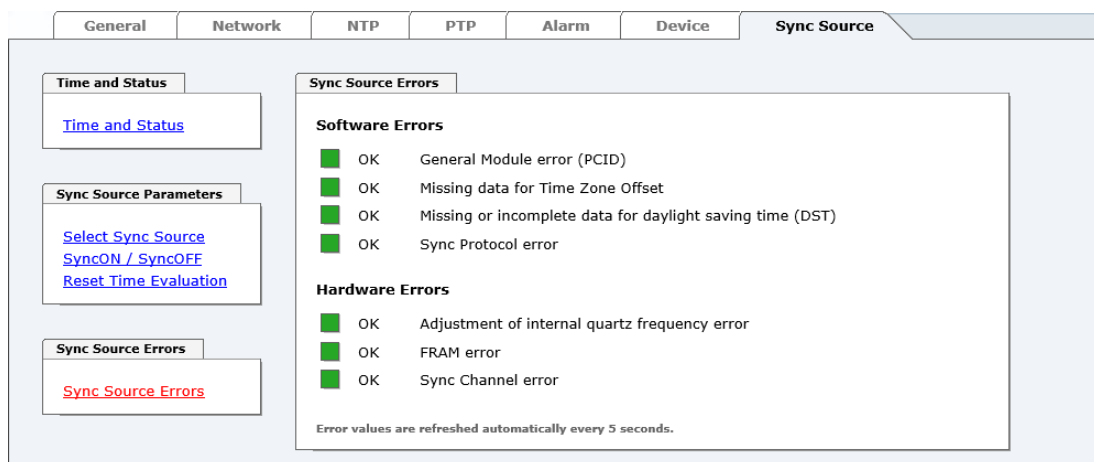 General Network NTP PTP Alarm Device Sync Source
Time and Status
Time and Status
Sync Source Parameters
Select Sync Source
SyncON / SyncOFF
Reset Time Evaluation
Sync Source Errors
Sync Source Errors
Sync Source Errors
Software Errors
OK General Module error (PCID)
OK Missing data for Time Zone Offset
OK Missing or incomplete data for daylight saving time (DST)
OK Sync Protocol error
Hardware Errors
OK Adjustment of internal quartz frequency error
OK FRAM error
OK Sync Channel error
Error values are refreshed automatically every 5 seconds.